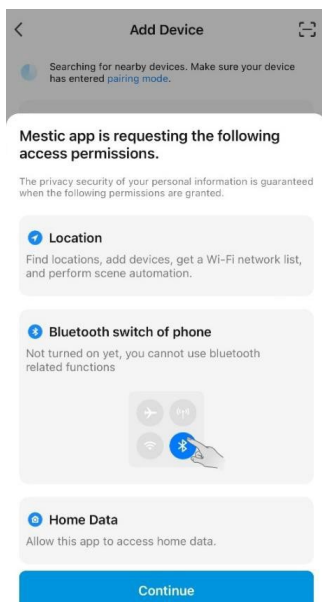 Add Device
Searching for nearby devices. Make sure your device
has entered pairing mode.
Mestic app is requesting the following
access permissions.
The privacy security of your personal information is guaranteed
when the following permissions are granted.
Location
Find locations, add devices, get a Wi-Fi network list,
and perform scene automation.
Bluetooth switch of phone
Not turned on yet, you cannot use bluetooth
related functions
Home Data
Allow this app to access home data.
Continue